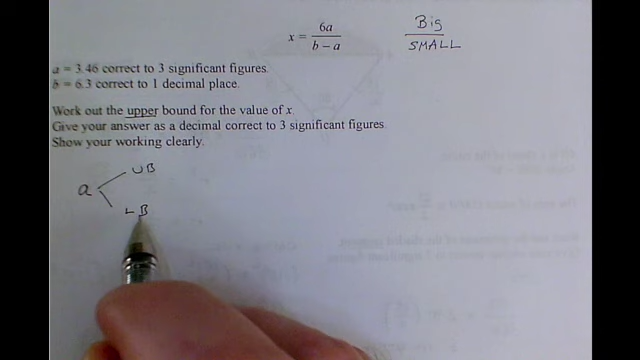 x = 6a / b − a
Big
SMALL
a = 3.46 correct to 3 significant figures.
b = 6.3 correct to 1 decimal place.
Work out the upper bound for the value of x.
Give your answer as a decimal correct to 3 significant figures.
Show your working clearly.
UB
a
LB